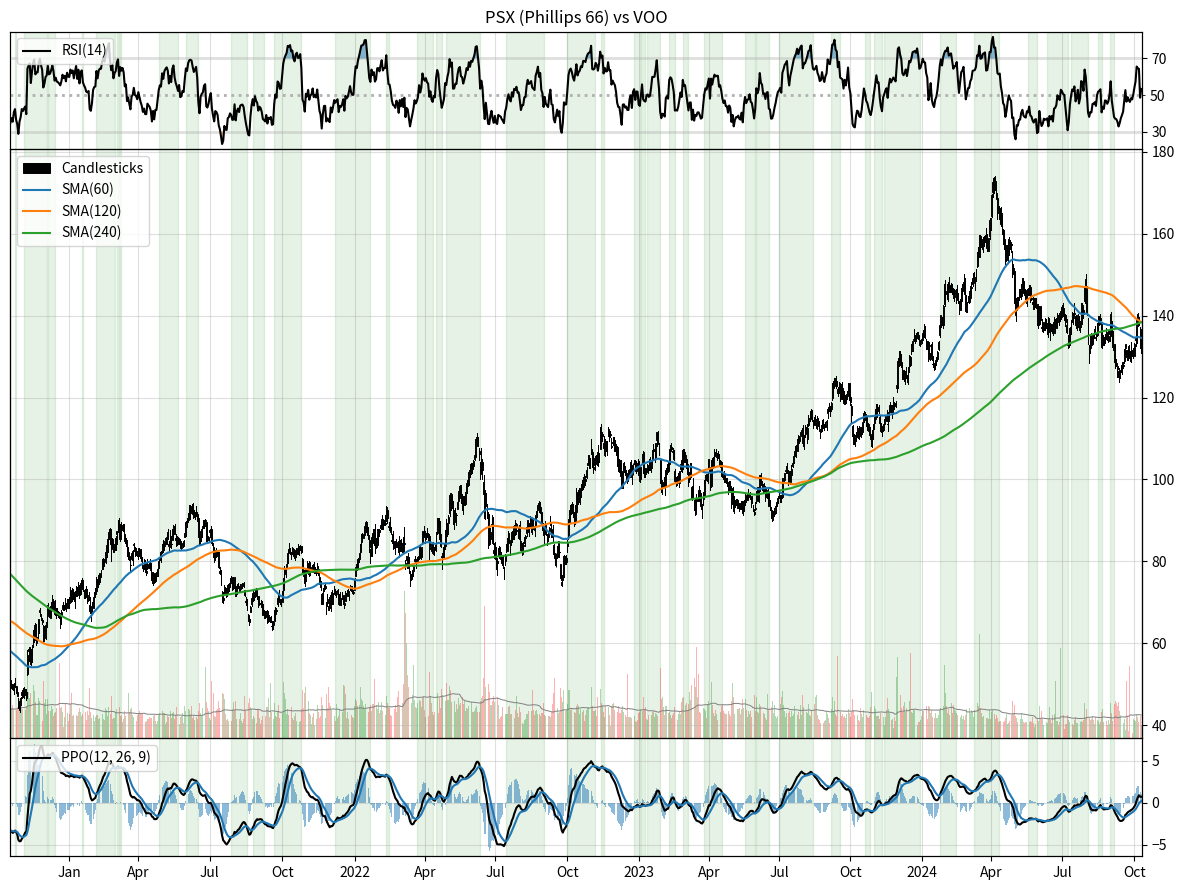 PSX (Phillips 66) vs VOO
RSI(14)
70
50
30
Candlesticks
SMA(60)
SMA(120)
SMA(240)
180
160
140
120
100
80
60
40
PPO(12, 26, 9)
5
0
−5
Jan Apr Jul Oct 2022 Apr Jul Oct 2023 Apr Jul Oct 2024 Apr Jul Oct